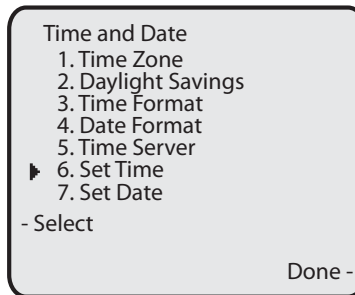 Time and Date
1. Time Zone
2. Daylight Savings
3. Time Format
4. Date Format
5. Time Server
6. Set Time
7. Set Date
- Select
Done -